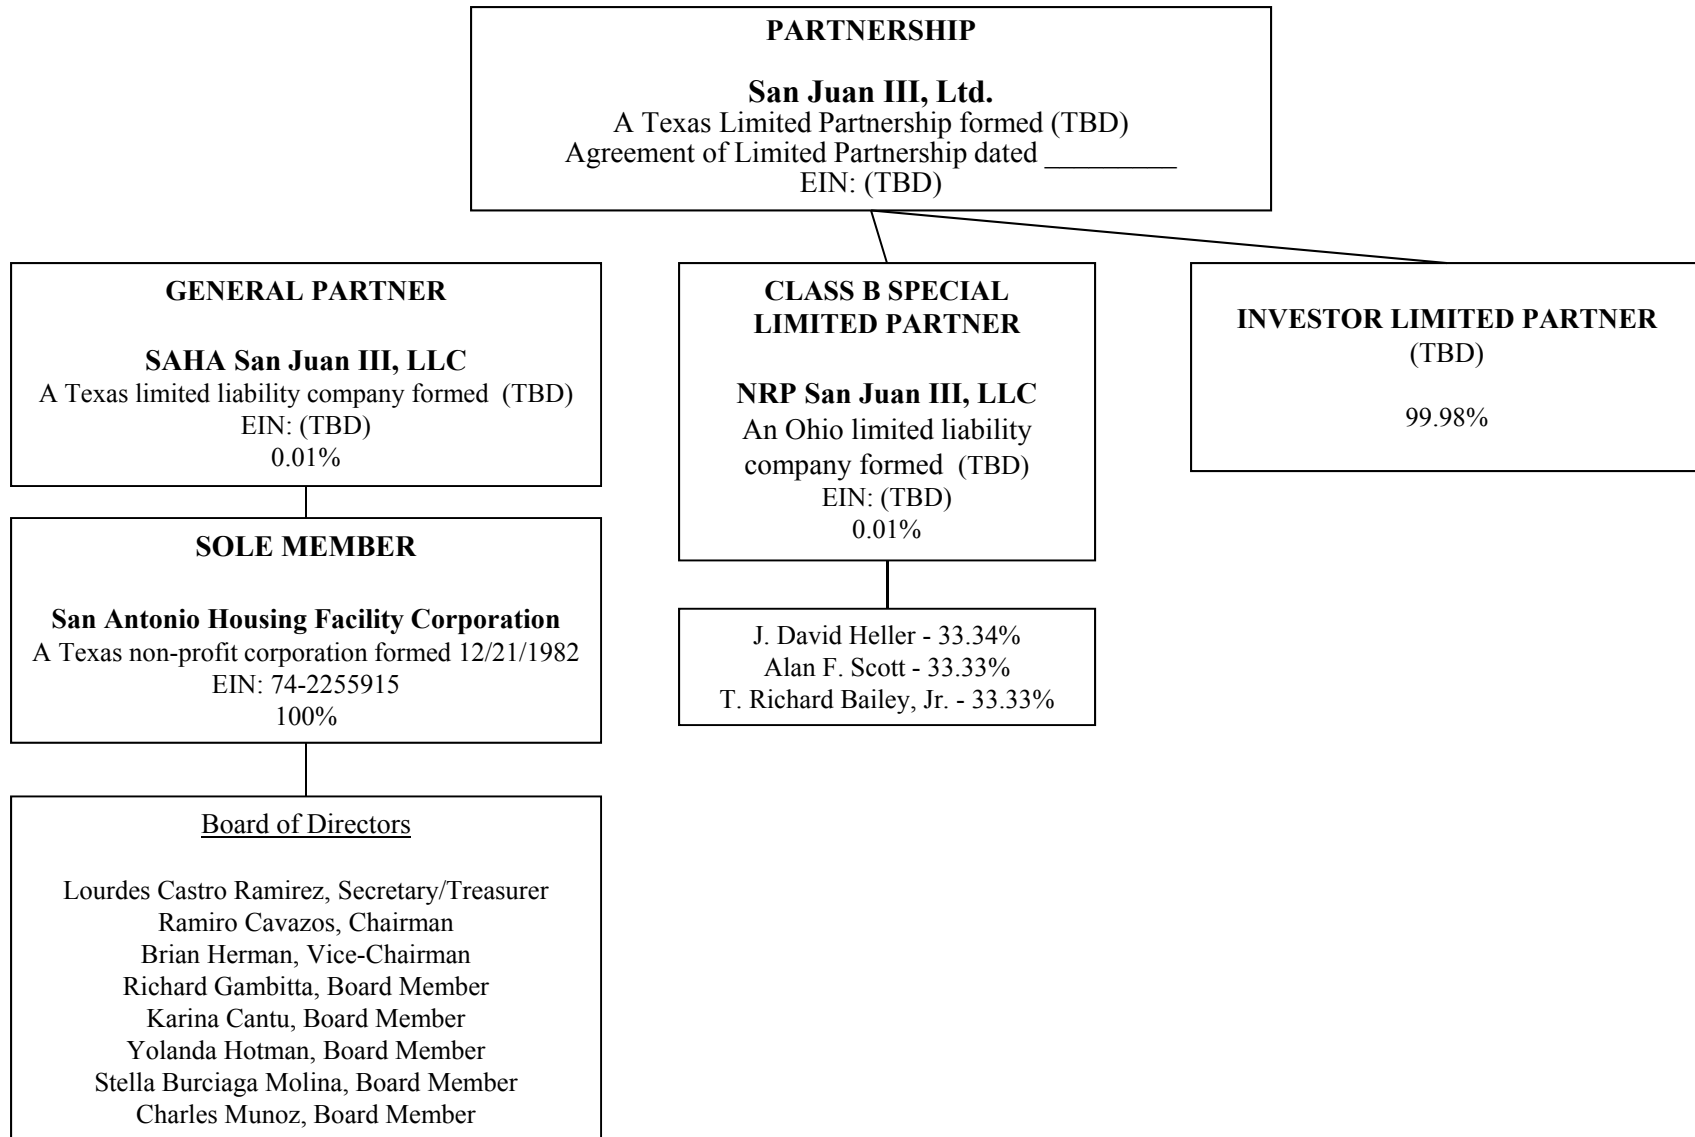 PARTNERSHIP
San Juan III, Ltd.
A Texas Limited Partnership formed (TBD)
Agreement of Limited Partnership dated __________
EIN: (TBD)
GENERAL PARTNER
SAHA San Juan III, LLC
A Texas limited liability company formed (TBD)
EIN: (TBD)
0.01%
CLASS B SPECIAL
LIMITED PARTNER
NRP San Juan III, LLC
An Ohio limited liability
company formed (TBD)
EIN: (TBD)
0.01%
INVESTOR LIMITED PARTNER
(TBD)
99.98%
SOLE MEMBER
San Antonio Housing Facility Corporation
A Texas non-profit corporation formed 12/21/1982
EIN: 74-2255915
100%
J. David Heller - 33.34%
Alan F. Scott - 33.33%
T. Richard Bailey, Jr. - 33.33%
Board of Directors
Lourdes Castro Ramirez, Secretary/Treasurer
Ramiro Cavazos, Chairman
Brian Herman, Vice-Chairman
Richard Gambitta, Board Member
Karina Cantu, Board Member
Yolanda Hotman, Board Member
Stella Burciaga Molina, Board Member
Charles Munoz, Board Member